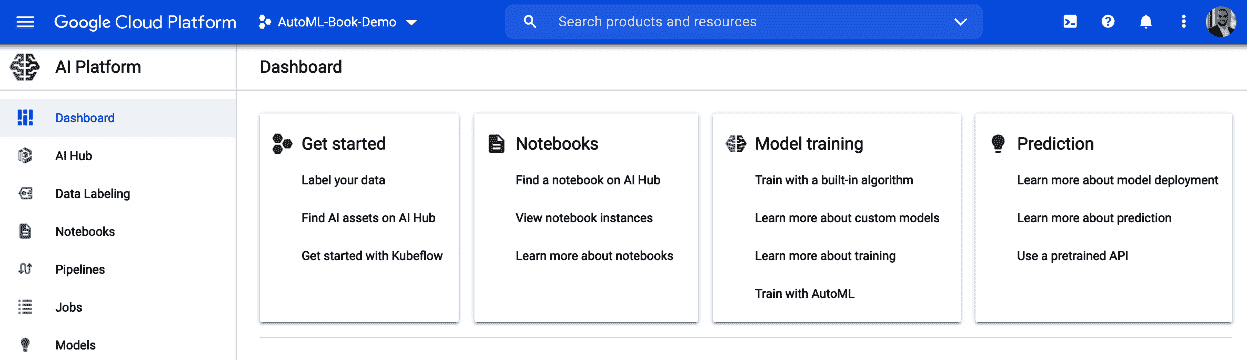 Google Cloud Platform
AutoML-Book-Demo
Search products and resources
AI Platform
Dashboard
AI Hub
Data Labeling
Notebooks
Pipelines
Jobs
Models
Dashboard
Get started
Label your data
Find AI assets on AI Hub
Get started with Kubeflow
Notebooks
Find a notebook on AI Hub
View notebook instances
Learn more about notebooks
Model training
Train with a built-in algorithm
Learn more about custom models
Learn more about training
Train with AutoML
Prediction
Learn more about model deployment
Learn more about prediction
Use a pretrained API